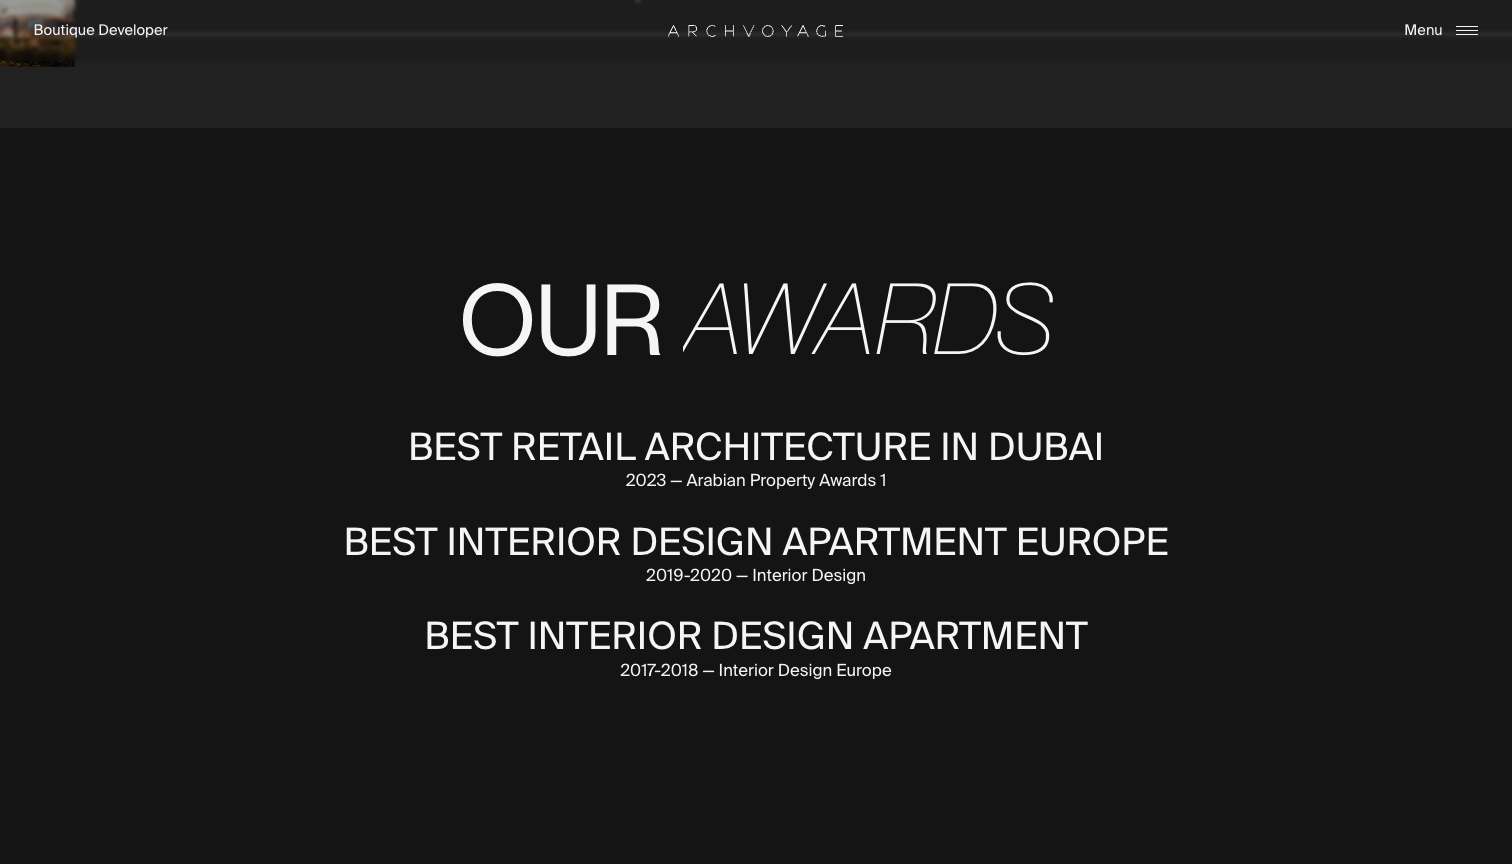 Boutique Developer
ARCHVOYAGE
Menu
OUR AWARDS
BEST RETAIL ARCHITECTURE IN DUBAI
2023 — Arabian Property Awards 1
BEST INTERIOR DESIGN APARTMENT EUROPE
2019-2020 — Interior Design
BEST INTERIOR DESIGN APARTMENT
2017-2018 — Interior Design Europe